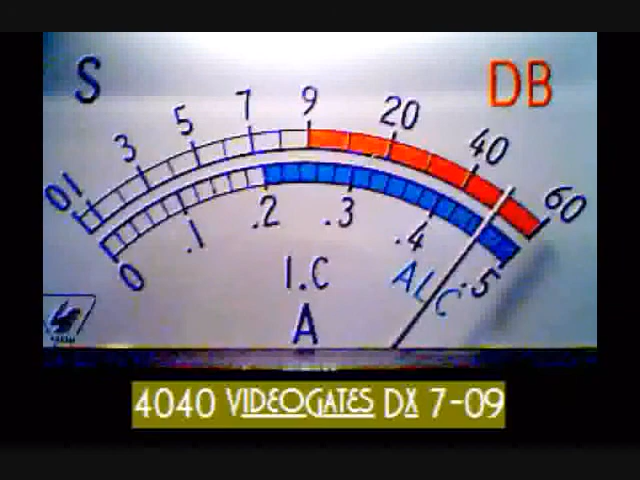 S DB
01 3 5 7 9 20 40 60
0 .1 .2 .3 .4 .5
I.C ALC
A
4040 VIDEOGATES DX 7-09